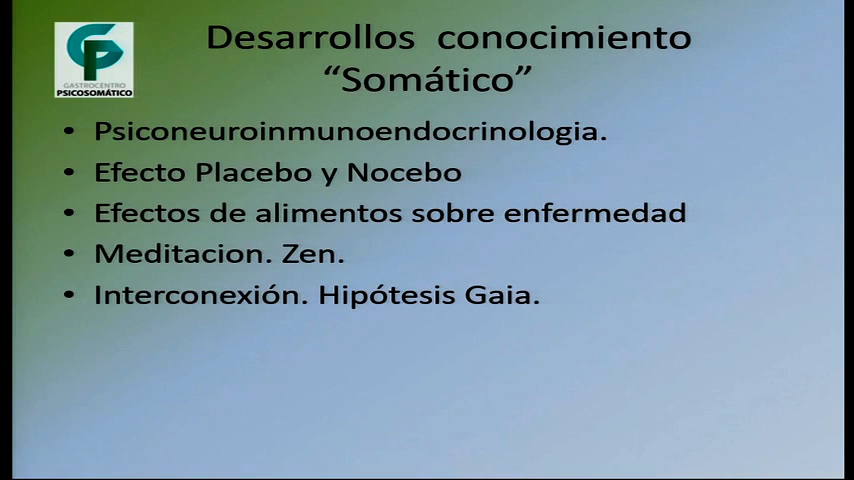 Desarrollos conocimiento
“Somático”
GASTROCENTRO
PSICOSOMÁTICO
• Psiconeuroinmunoendocrinologia.
• Efecto Placebo y Nocebo
• Efectos de alimentos sobre enfermedad
• Meditacion. Zen.
• Interconexión. Hipótesis Gaia.